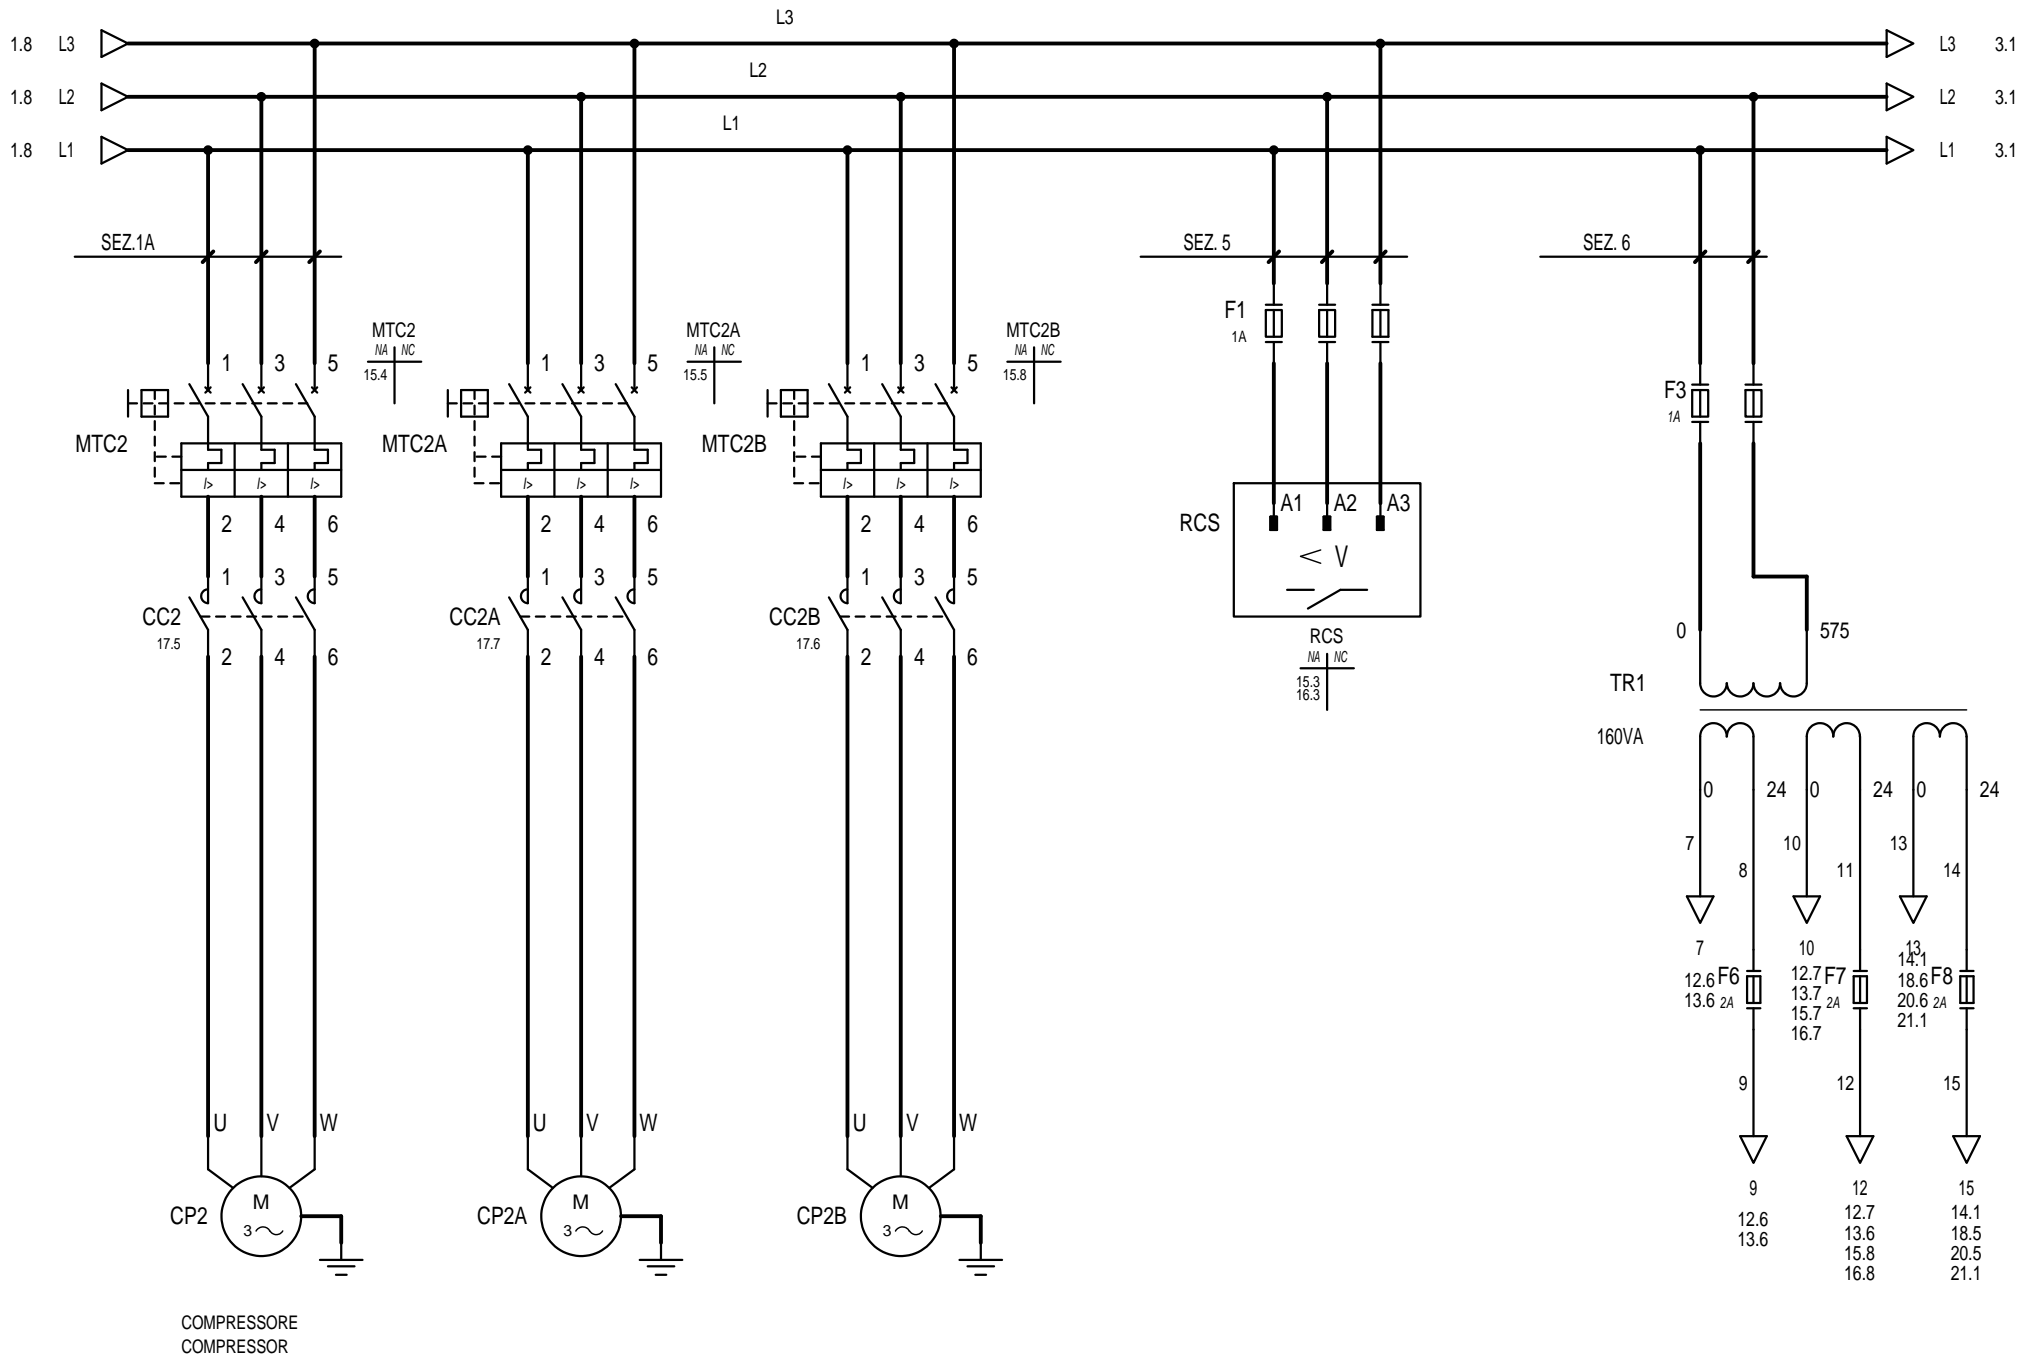 L3
1.8 L3 L3 3.1
L2
1.8 L2 L2 3.1
L1
1.8 L1 L1 3.1
SEZ.1A SEZ. 5 SEZ. 6
F1
1A
MTC2
NA NC
15.4
MTC2A
NA NC
15.5
MTC2B
NA NC
15.8
1 3 5 1 3 5 1 3 5
F3
1A
MTC2 MTC2A MTC2B
I> I> I> I> I> I> I> I> I>
2 4 6 2 4 6 2 4 6
RCS
A1 A2 A3
< V
1 3 5 1 3 5 1 3 5
CC2
17.5
CC2A
17.7
CC2B
17.6
2 4 6 2 4 6 2 4 6
RCS
NA NC
15.3
16.3
0 575
TR1
160VA
0 24 0 24 0 24
7 10 13
8 11 14
7
12.6
13.6
F6
2A
10
12.7
13.7
15.7
16.7
F7
2A
13
14.1
18.6
20.6
21.1
F8
2A
9 12 15
U V W U V W U V W
CP2
M
3
CP2A
M
3
CP2B
M
3
9
12.6
13.6
12
12.7
13.6
15.8
16.8
15
14.1
18.5
20.5
21.1
COMPRESSORE
COMPRESSOR